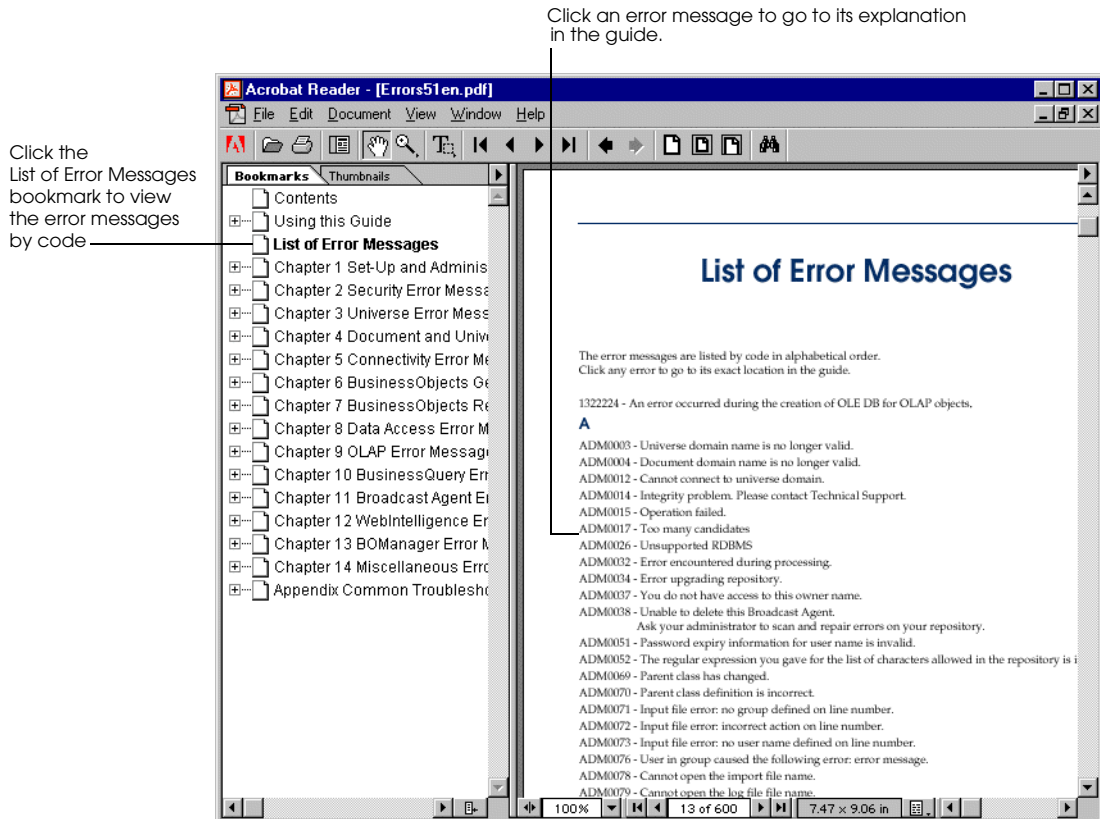 Click an error message to go to its explanation
in the guide.
Acrobat Reader - [Errors51en.pdf]
File Edit Document View Window Help
Click the
List of Error Messages
bookmark to view
the error messages
by code
Bookmarks Thumbnails
Contents
Using this Guide
List of Error Messages
Chapter 1 Set-Up and Adminis
Chapter 2 Security Error Messa
Chapter 3 Universe Error Mess
Chapter 4 Document and Unive
Chapter 5 Connectivity Error Me
Chapter 6 BusinessObjects Ge
Chapter 7 BusinessObjects Re
Chapter 8 Data Access Error M
Chapter 9 OLAP Error Message
Chapter 10 BusinessQuery Err
Chapter 11 Broadcast Agent Er
Chapter 12 WebIntelligence Er
Chapter 13 BOManager Error M
Chapter 14 Miscellaneous Erro
Appendix Common Troublesho
List of Error Messages
The error messages are listed by code in alphabetical order.
Click any error to go to its exact location in the guide.
1322224 - An error occurred during the creation of OLE DB for OLAP objects,
A
ADM0003 - Universe domain name is no longer valid.
ADM0004 - Document domain name is no longer valid.
ADM0012 - Cannot connect to universe domain.
ADM0014 - Integrity problem. Please contact Technical Support.
ADM0015 - Operation failed.
ADM0017 - Too many candidates
ADM0026 - Unsupported RDBMS
ADM0032 - Error encountered during processing.
ADM0034 - Error upgrading repository.
ADM0037 - You do not have access to this owner name.
ADM0038 - Unable to delete this Broadcast Agent.
Ask your administrator to scan and repair errors on your repository.
ADM0051 - Password expiry information for user name is invalid.
ADM0052 - The regular expression you gave for the list of characters allowed in the repository is i
ADM0069 - Parent class has changed.
ADM0070 - Parent class definition is incorrect.
ADM0071 - Input file error: no group defined on line number.
ADM0072 - Input file error: incorrect action on line number.
ADM0073 - Input file error: no user name defined on line number.
ADM0076 - User in group caused the following error: error message.
ADM0078 - Cannot open the import file name.
ADM0079 - Cannot open the log file file name.
100% 13 of 600 7.47 × 9.06 in